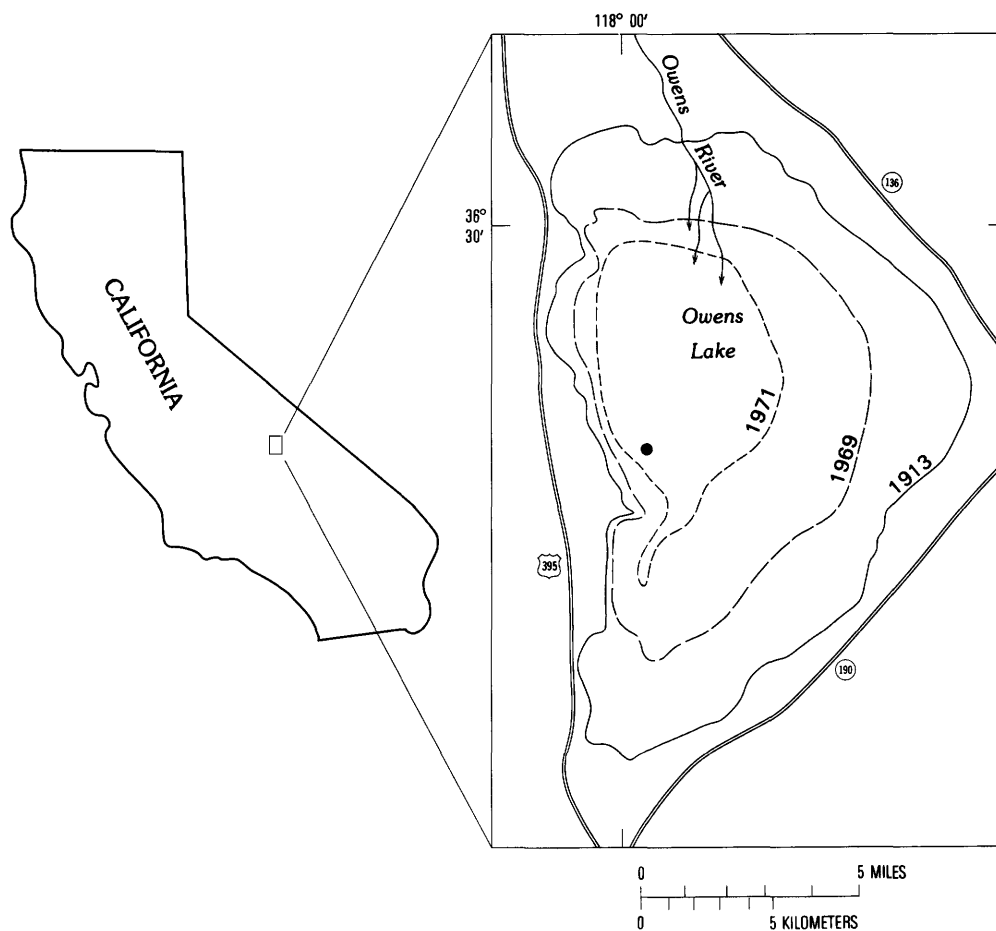 118° 00′
Owens
River
136
36°
30′
CALIFORNIA
Owens
Lake
1971
1969
1913
395
190
0 5 MILES
0 5 KILOMETERS